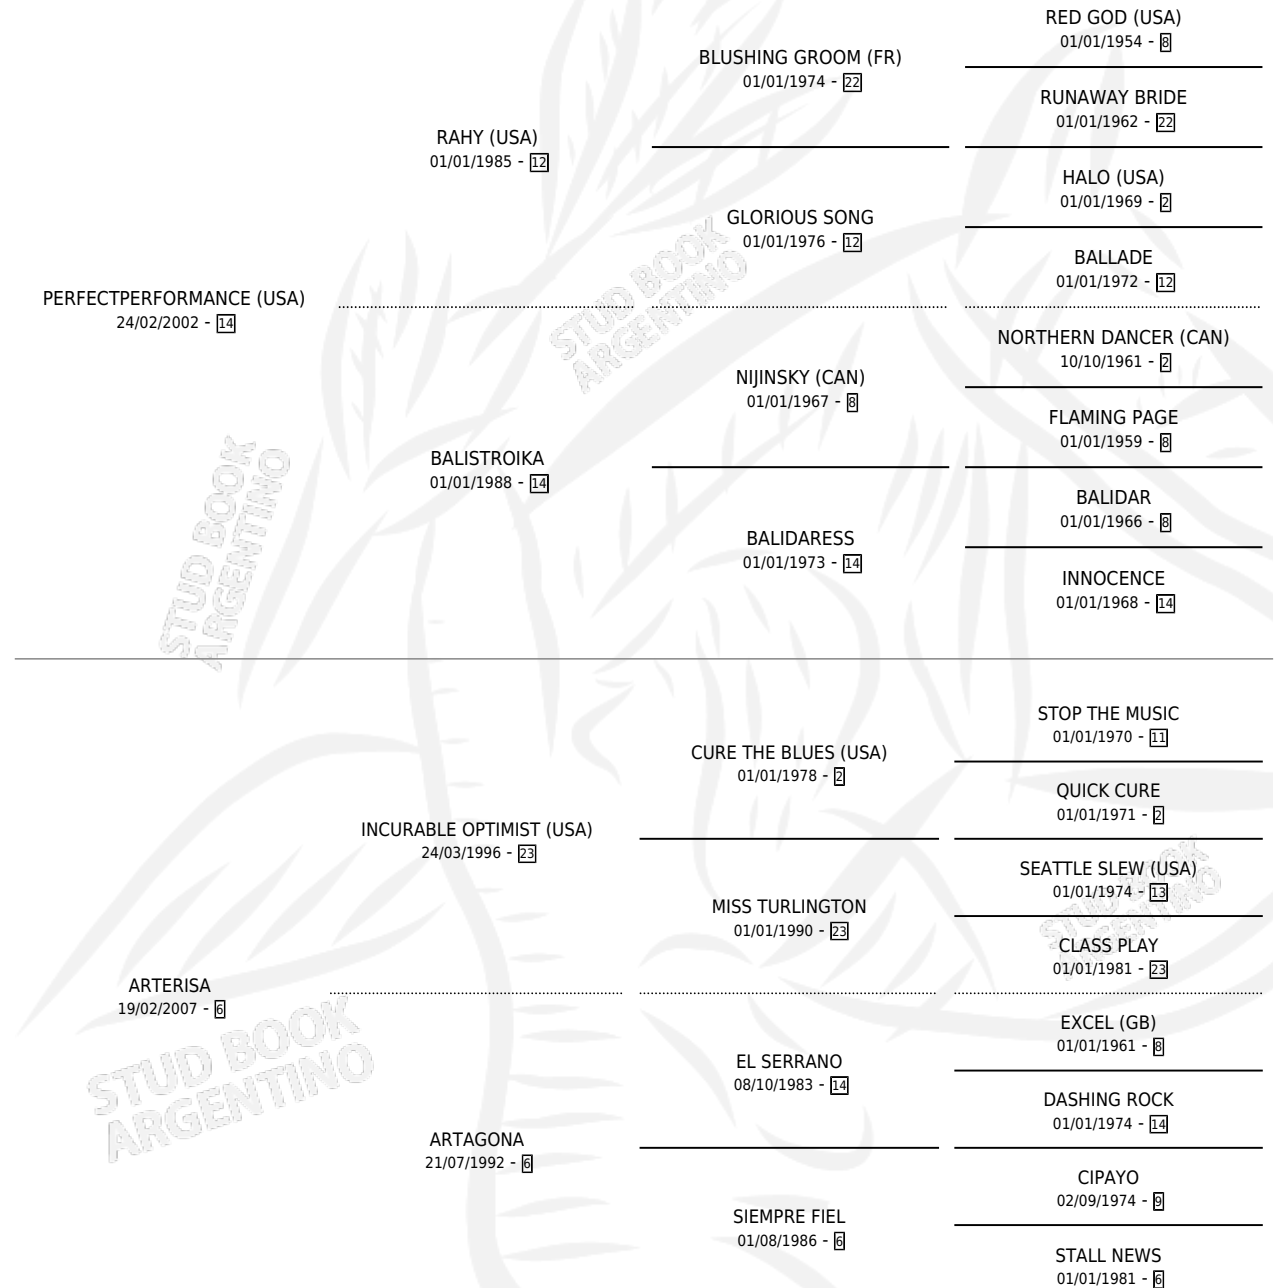 RED GOD (USA)
01/01/1954 - 8
BLUSHING GROOM (FR)
01/01/1974 - 22
RUNAWAY BRIDE
01/01/1962 - 22
RAHY (USA)
01/01/1985 - 12
HALO (USA)
01/01/1969 - 2
GLORIOUS SONG
01/01/1976 - 12
BALLADE
01/01/1972 - 12
PERFECTPERFORMANCE (USA)
24/02/2002 - 14
STUD BOOK
ARGENTINO
NORTHERN DANCER (CAN)
10/10/1961 - 2
NIJINSKY (CAN)
01/01/1967 - 8
FLAMING PAGE
01/01/1959 - 8
BALISTROIKA
01/01/1988 - 14
BALIDAR
01/01/1966 - 8
BALIDARESS
01/01/1973 - 14
INNOCENCE
01/01/1968 - 14
STUD BOOK
ARGENTINO
STOP THE MUSIC
01/01/1970 - 11
CURE THE BLUES (USA)
01/01/1978 - 2
QUICK CURE
01/01/1971 - 2
INCURABLE OPTIMIST (USA)
24/03/1996 - 23
SEATTLE SLEW (USA)
01/01/1974 - 13
STUD BOOK
ARGENTINO
MISS TURLINGTON
01/01/1990 - 23
CLASS PLAY
01/01/1981 - 23
ARTERISA
19/02/2007 - 6
STUD BOOK
ARGENTINO
EXCEL (GB)
01/01/1961 - 8
EL SERRANO
08/10/1983 - 14
DASHING ROCK
01/01/1974 - 14
ARTAGONA
21/07/1992 - 6
CIPAYO
02/09/1974 - 9
SIEMPRE FIEL
01/08/1986 - 6
STALL NEWS
01/01/1981 - 6